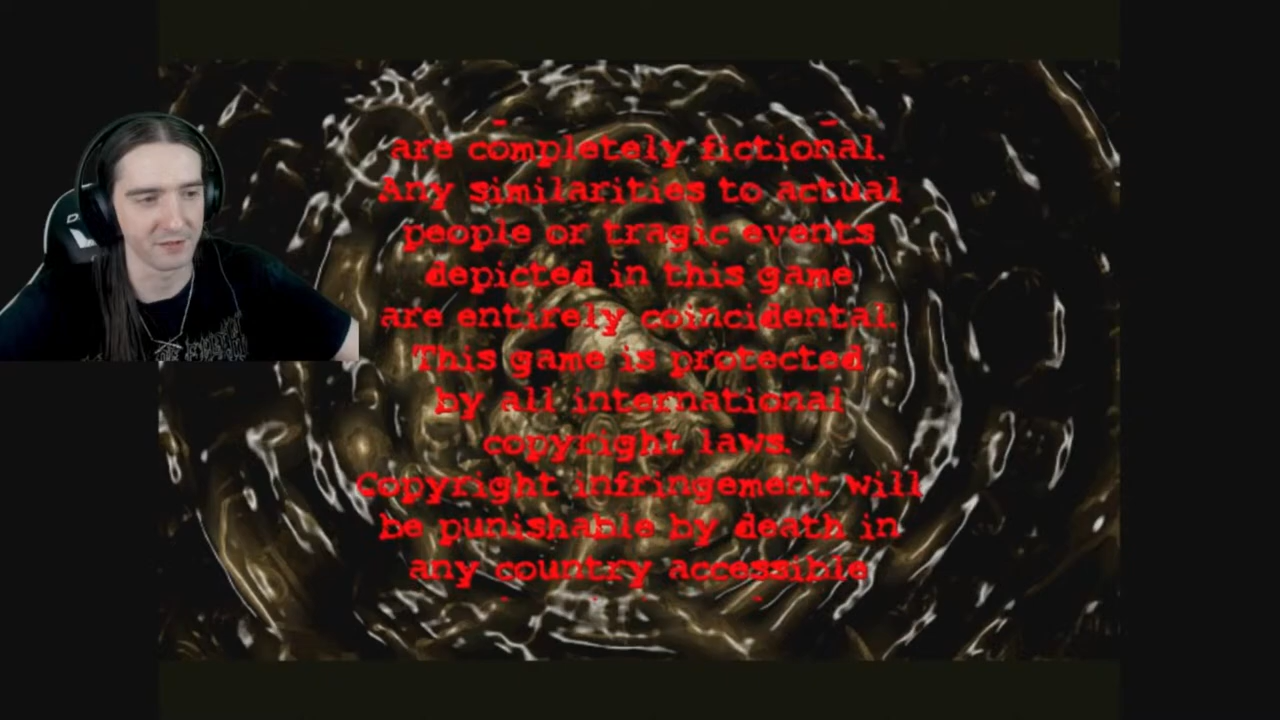 are completely fictional.
Any similarities to actual
people or tragic events
depicted in this game
are entirely coincidental.
This game is protected
by all international
copyright laws.
Copyright infringement will
be punishable by death in
any country accessible